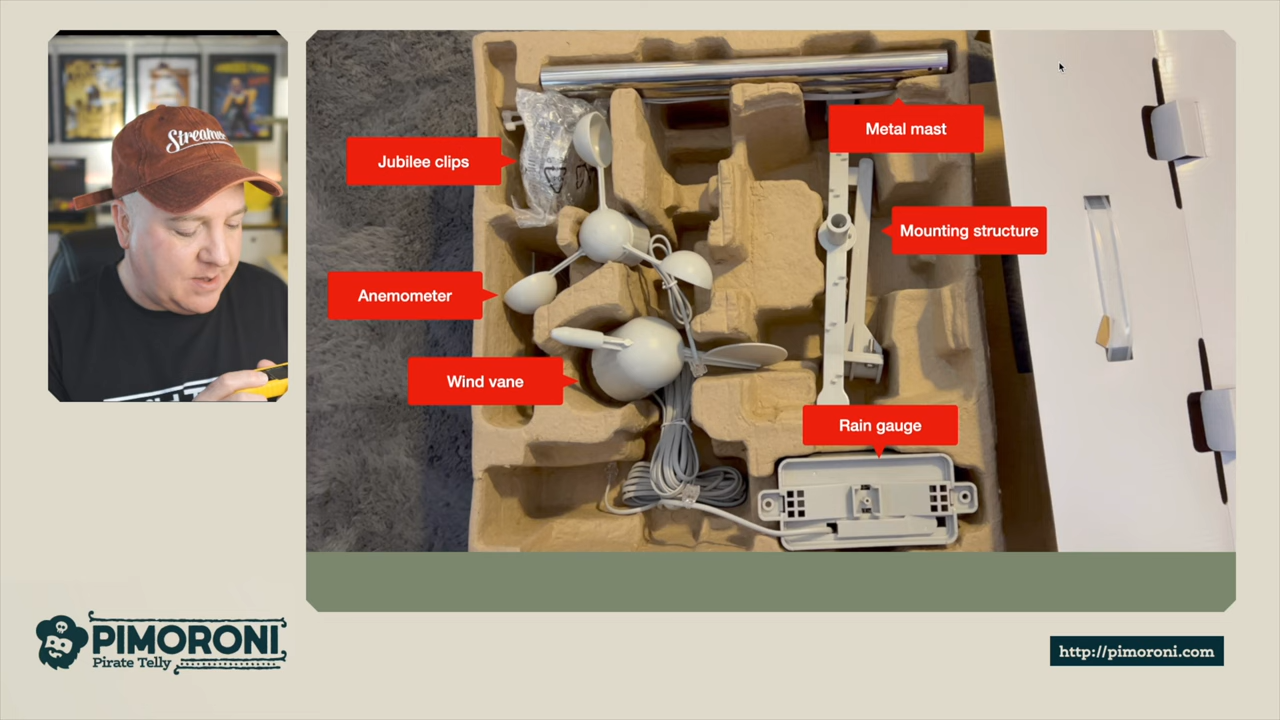 Streamer
Metal mast
Jubilee clips
Mounting structure
Anemometer
Wind vane
Rain gauge
PIMORONI
Pirate Telly
http://pimoroni.com